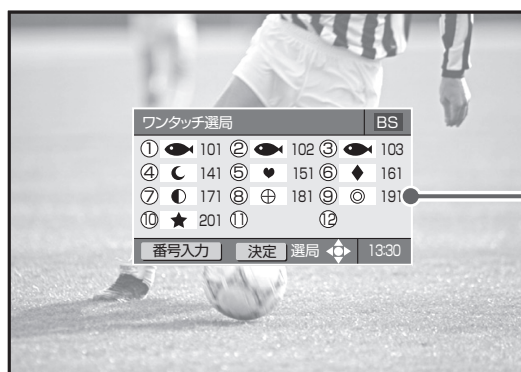 ワンタッチ選局 BS
① 101 ② 102 ③ 103
④ 141 ⑤ 151 ⑥ 161
⑦ 171 ⑧ 181 ⑨ 191
⑩ 201 ⑪ ⑫
番号入力 決定 選局 13:30